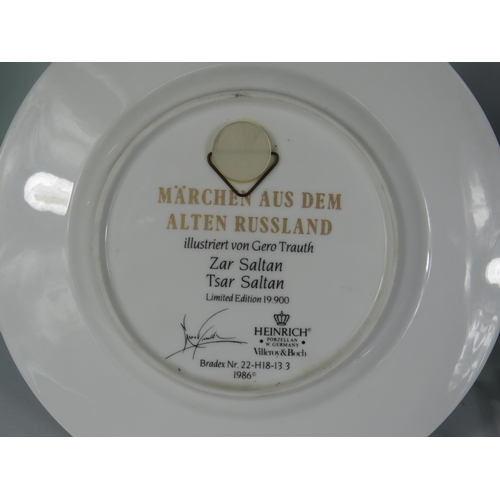 MÄRCHEN AUS DEM
ALTEN RUSSLAND
illustriert von Gero Trauth
Zar Saltan
Tsar Saltan
Limited Edition 19.900
HEINRICH®
PORZELLAN
W. GERMANY
Villeroy&Boch
Bradex Nr. 22-H18-13.3
1986©